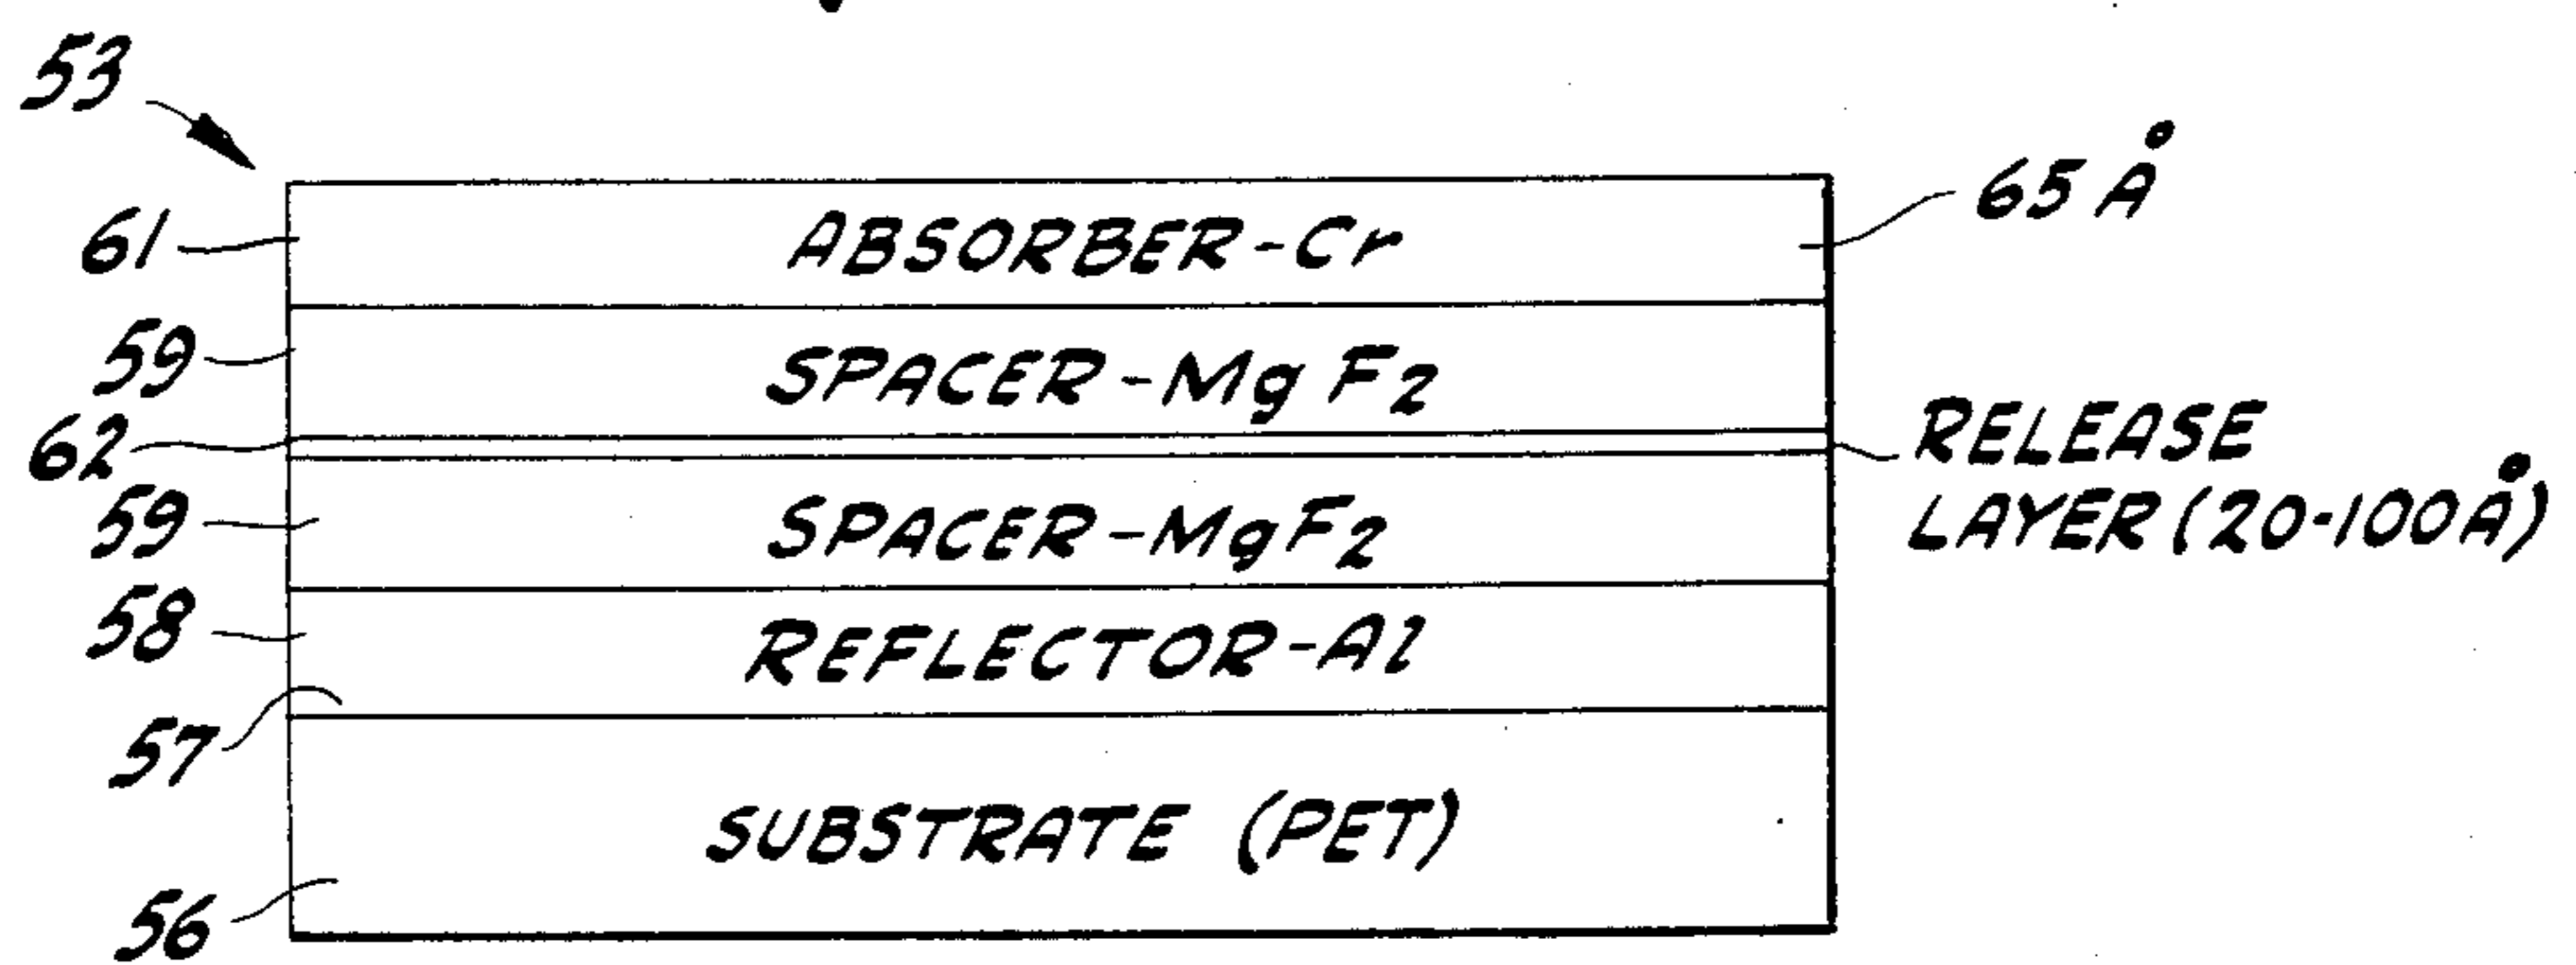 53
61
ABSORBER-Cr
65 Å
59
SPACER-MgF2
62
RELEASE
LAYER (20-100Å)
59
SPACER-MgF2
58
REFLECTOR-Al
57
SUBSTRATE (PET)
56